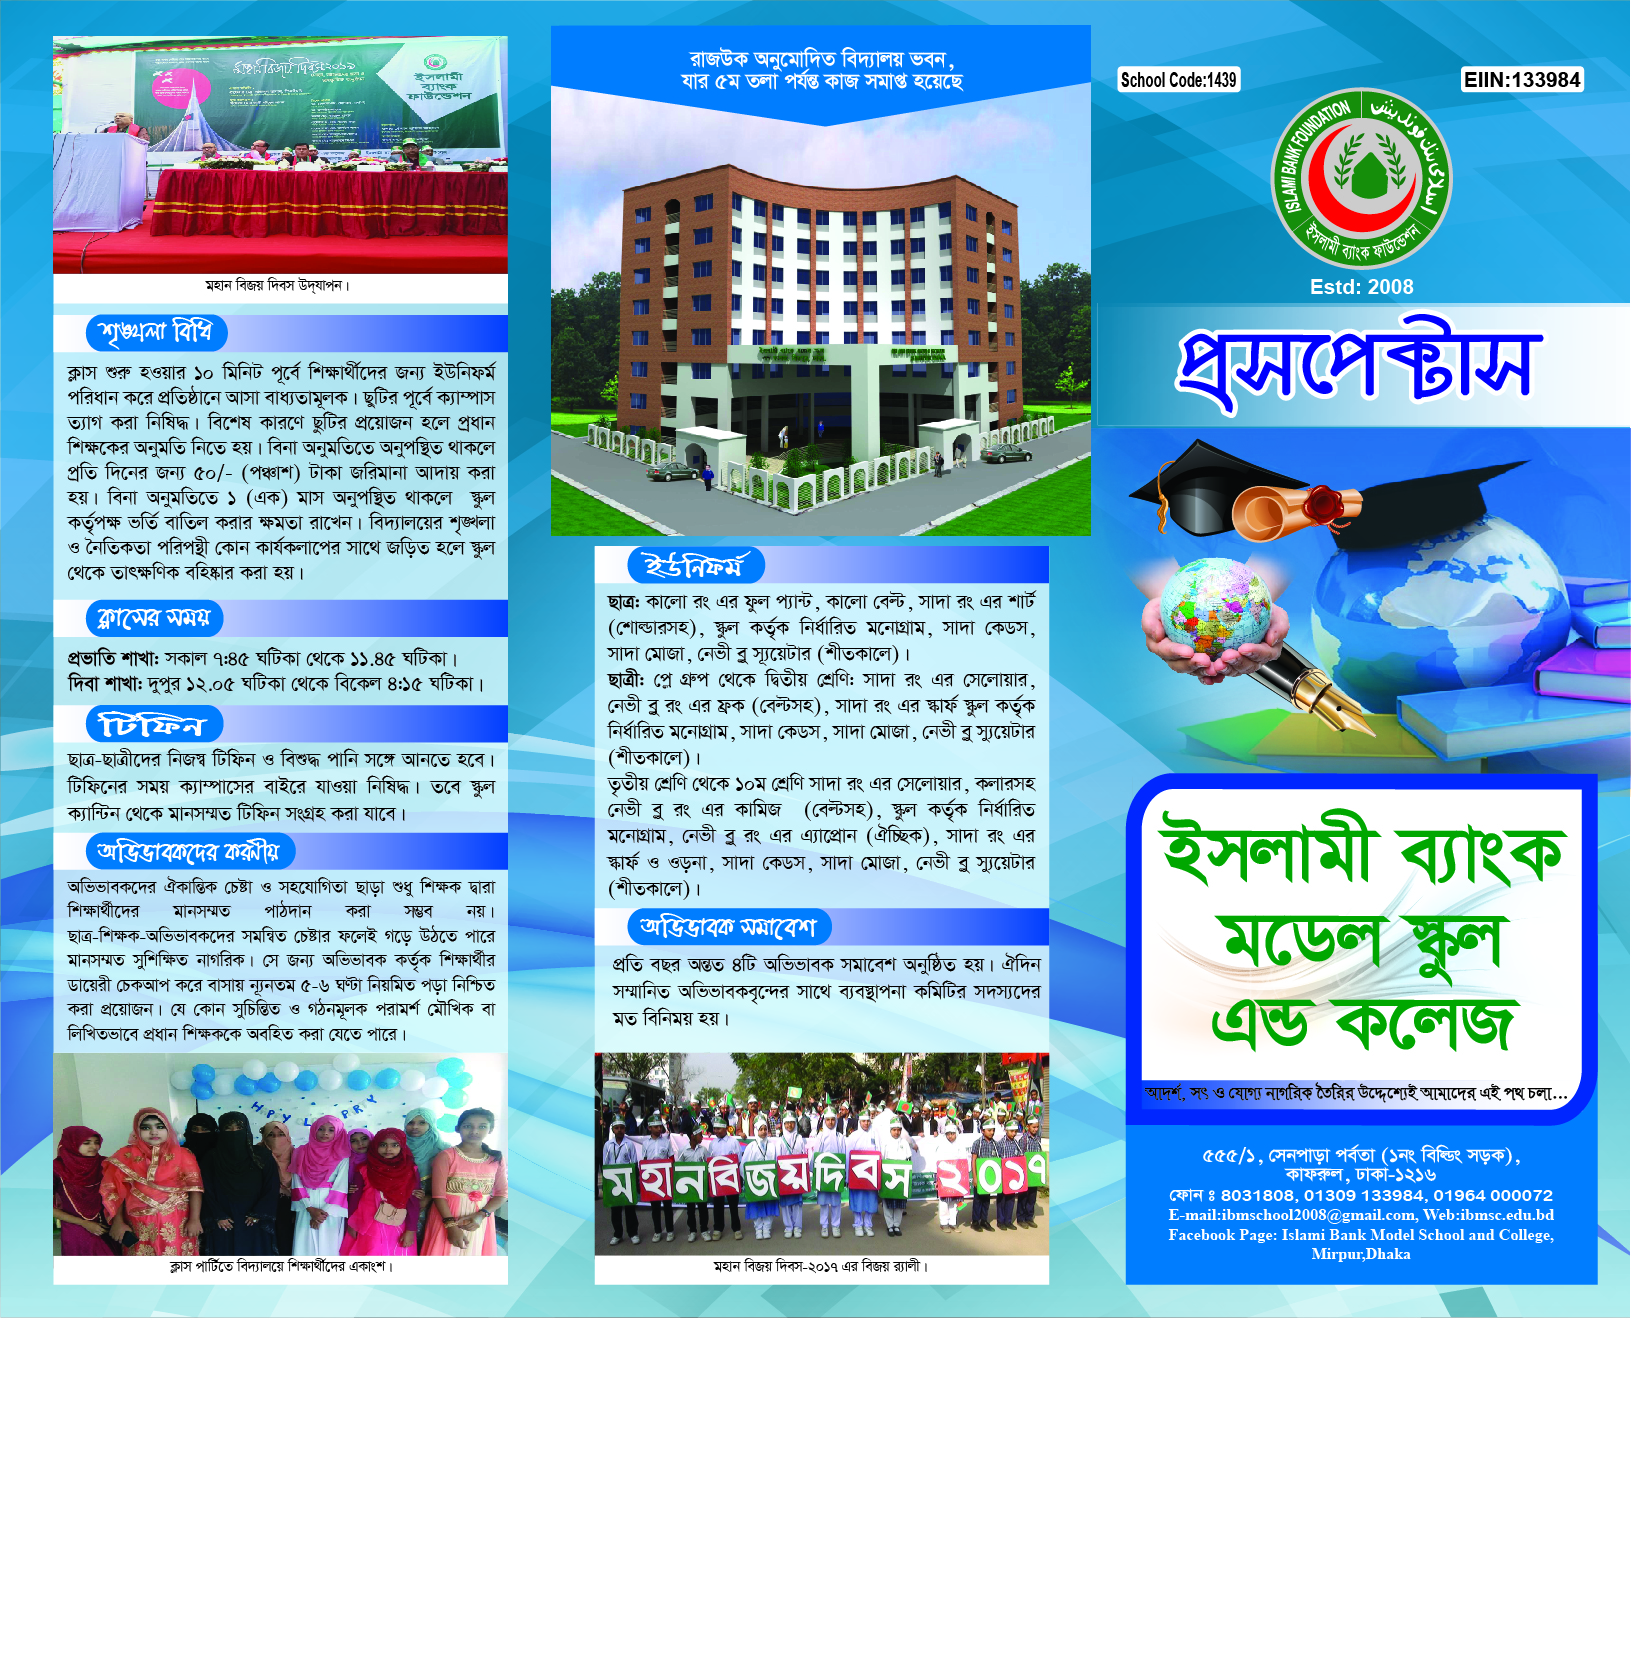 ইসলামী
ব্যাংক
ফাউন্ডেশন
মহান বিজয় দিবস উদ্‌যাপন।
শৃঙ্খলা বিধি
ক্লাস শুরু হওয়ার ১০ মিনিট পূর্বে শিক্ষার্থীদের জন্য ইউনিফর্ম
পরিধান করে প্রতিষ্ঠানে আসা বাধ্যতামূলক। ছুটির পূর্বে ক্যাম্পাস
ত্যাগ করা নিষিদ্ধ। বিশেষ কারণে ছুটির প্রয়োজন হলে প্রধান
শিক্ষকের অনুমতি নিতে হয়। বিনা অনুমতিতে অনুপস্থিত থাকলে
প্রতি দিনের জন্য ৫০/- (পঞ্চাশ) টাকা জরিমানা আদায় করা
হয়। বিনা অনুমতিতে ১ (এক) মাস অনুপস্থিত থাকলে স্কুল
কর্তৃপক্ষ ভর্তি বাতিল করার ক্ষমতা রাখেন। বিদ্যালয়ের শৃঙ্খলা
ও নৈতিকতা পরিপন্থী কোন কার্যকলাপের সাথে জড়িত হলে স্কুল
থেকে তাৎক্ষণিক বহিষ্কার করা হয়।
ক্লাসের সময়
প্রভাতি শাখা: সকাল ৭:৪৫ ঘটিকা থেকে ১১.৪৫ ঘটিকা।
দিবা শাখা: দুপুর ১২.০৫ ঘটিকা থেকে বিকেল ৪:১৫ ঘটিকা।
টিফিন
ছাত্র-ছাত্রীদের নিজস্ব টিফিন ও বিশুদ্ধ পানি সঙ্গে আনতে হবে।
টিফিনের সময় ক্যাম্পাসের বাইরে যাওয়া নিষিদ্ধ। তবে স্কুল
ক্যান্টিন থেকে মানসম্মত টিফিন সংগ্রহ করা যাবে।
অভিভাবকদের করণীয়
অভিভাবকদের ঐকান্তিক চেষ্টা ও সহযোগিতা ছাড়া শুধু শিক্ষক দ্বারা
শিক্ষার্থীদের মানসম্মত পাঠদান করা সম্ভব নয়।
ছাত্র-শিক্ষক-অভিভাবকদের সমন্বিত চেষ্টার ফলেই গড়ে উঠতে পারে
মানসম্মত সুশিক্ষিত নাগরিক। সে জন্য অভিভাবক কর্তৃক শিক্ষার্থীর
ডায়েরী চেকআপ করে বাসায় ন্যূনতম ৫-৬ ঘণ্টা নিয়মিত পড়া নিশ্চিত
করা প্রয়োজন। যে কোন সুচিন্তিত ও গঠনমূলক পরামর্শ মৌখিক বা
লিখিতভাবে প্রধান শিক্ষককে অবহিত করা যেতে পারে।
ক্লাস পার্টিতে বিদ্যালয়ে শিক্ষার্থীদের একাংশ।
রাজউক অনুমোদিত বিদ্যালয় ভবন,
যার ৫ম তলা পর্যন্ত কাজ সমাপ্ত হয়েছে
ইউনিফর্ম
ছাত্র: কালো রং এর ফুল প্যান্ট, কালো বেল্ট, সাদা রং এর শার্ট
(শোল্ডারসহ), স্কুল কর্তৃক নির্ধারিত মনোগ্রাম, সাদা কেডস,
সাদা মোজা, নেভী ব্লু স্যূয়েটার (শীতকালে)।
ছাত্রী: প্লে গ্রুপ থেকে দ্বিতীয় শ্রেণি: সাদা রং এর সেলোয়ার,
নেভী ব্লু রং এর ফ্রক (বেল্টসহ), সাদা রং এর স্কার্ফ স্কুল কর্তৃক
নির্ধারিত মনোগ্রাম, সাদা কেডস, সাদা মোজা, নেভী ব্লু স্যুয়েটার
(শীতকালে)।
তৃতীয় শ্রেণি থেকে ১০ম শ্রেণি সাদা রং এর সেলোয়ার, কলারসহ
নেভী ব্লু রং এর কামিজ (বেল্টসহ), স্কুল কর্তৃক নির্ধারিত
মনোগ্রাম, নেভী ব্লু রং এর এ্যাপ্রোন (ঐচ্ছিক), সাদা রং এর
স্কার্ফ ও ওড়না, সাদা কেডস, সাদা মোজা, নেভী ব্লু স্যুয়েটার
(শীতকালে)।
অভিভাবক সমাবেশ
প্রতি বছর অন্তত ৪টি অভিভাবক সমাবেশ অনুষ্ঠিত হয়। ঐদিন
সম্মানিত অভিভাবকবৃন্দের সাথে ব্যবস্থাপনা কমিটির সদস্যদের
মত বিনিময় হয়।
মহান বিজয় দিবস ২০১৭
মহান বিজয় দিবস-২০১৭ এর বিজয় র‍্যালী।
School Code:1439
EIIN:133984
ISLAMI BANK FOUNDATION
اسلامی بنك فونديشن
ইসলামী ব্যাংক ফাউন্ডেশন
Estd: 2008
প্রসপেক্টাস
ইসলামী ব্যাংক
মডেল স্কুল
এন্ড কলেজ
আদর্শ, সৎ ও যোগ্য নাগরিক তৈরির উদ্দেশ্যেই আমাদের এই পথ চলা...
৫৫৫/১, সেনপাড়া পর্বতা (১নং বিল্ডিং সড়ক),
কাফরুল, ঢাকা-১২১৬
ফোন ঃ 8031808, 01309 133984, 01964 000072
E-mail:ibmschool2008@gmail.com, Web:ibmsc.edu.bd
Facebook Page: Islami Bank Model School and College,
Mirpur,Dhaka